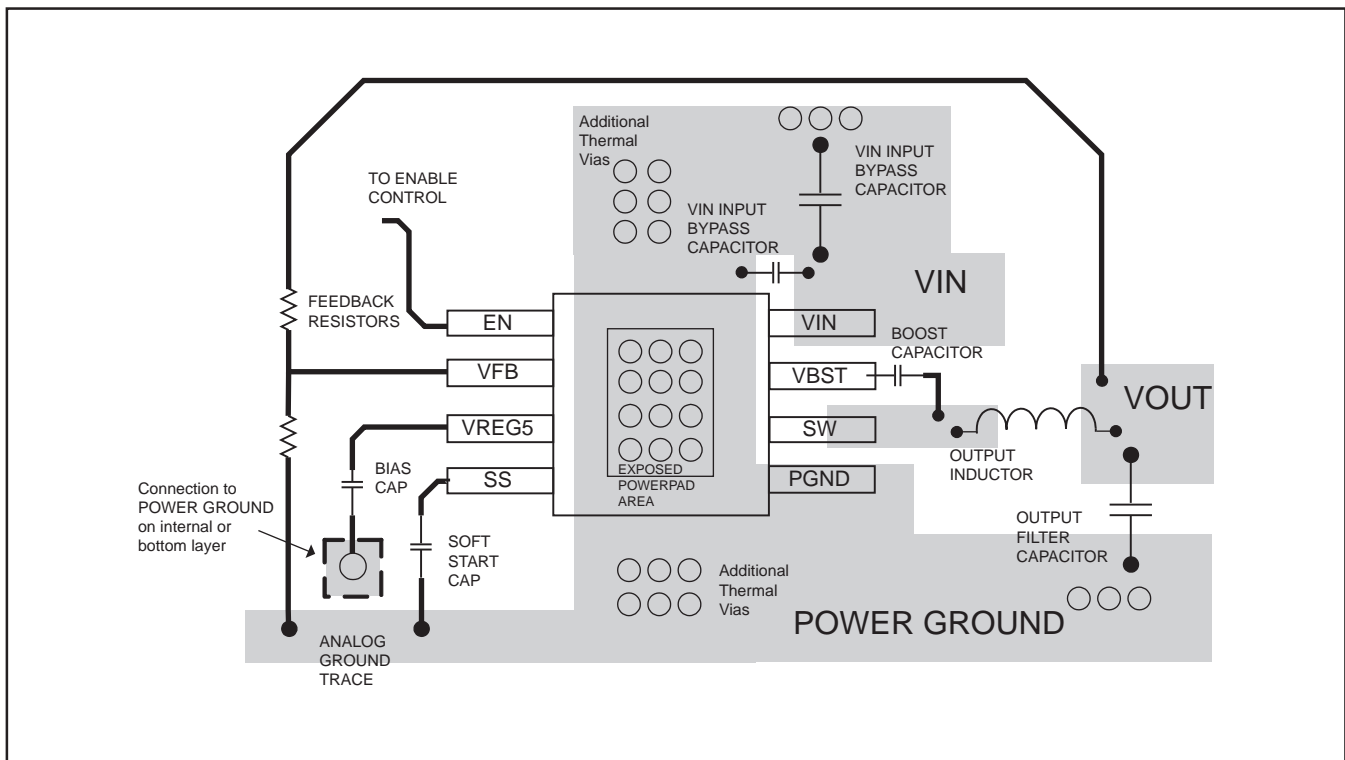 Additional
Thermal
Vias
VIN INPUT
BYPASS
CAPACITOR
TO ENABLE
CONTROL
VIN INPUT
BYPASS
CAPACITOR
VIN
FEEDBACK
RESISTORS
EN
VIN
BOOST
CAPACITOR
VFB
VBST
VOUT
VREG5
SW
OUTPUT
INDUCTOR
BIAS
CAP
SS
EXPOSED
POWERPAD
AREA
PGND
Connection to
POWER GROUND
on internal or
bottom layer
SOFT
START
CAP
OUTPUT
FILTER
CAPACITOR
Additional
Thermal
Vias
POWER GROUND
ANALOG
GROUND
TRACE